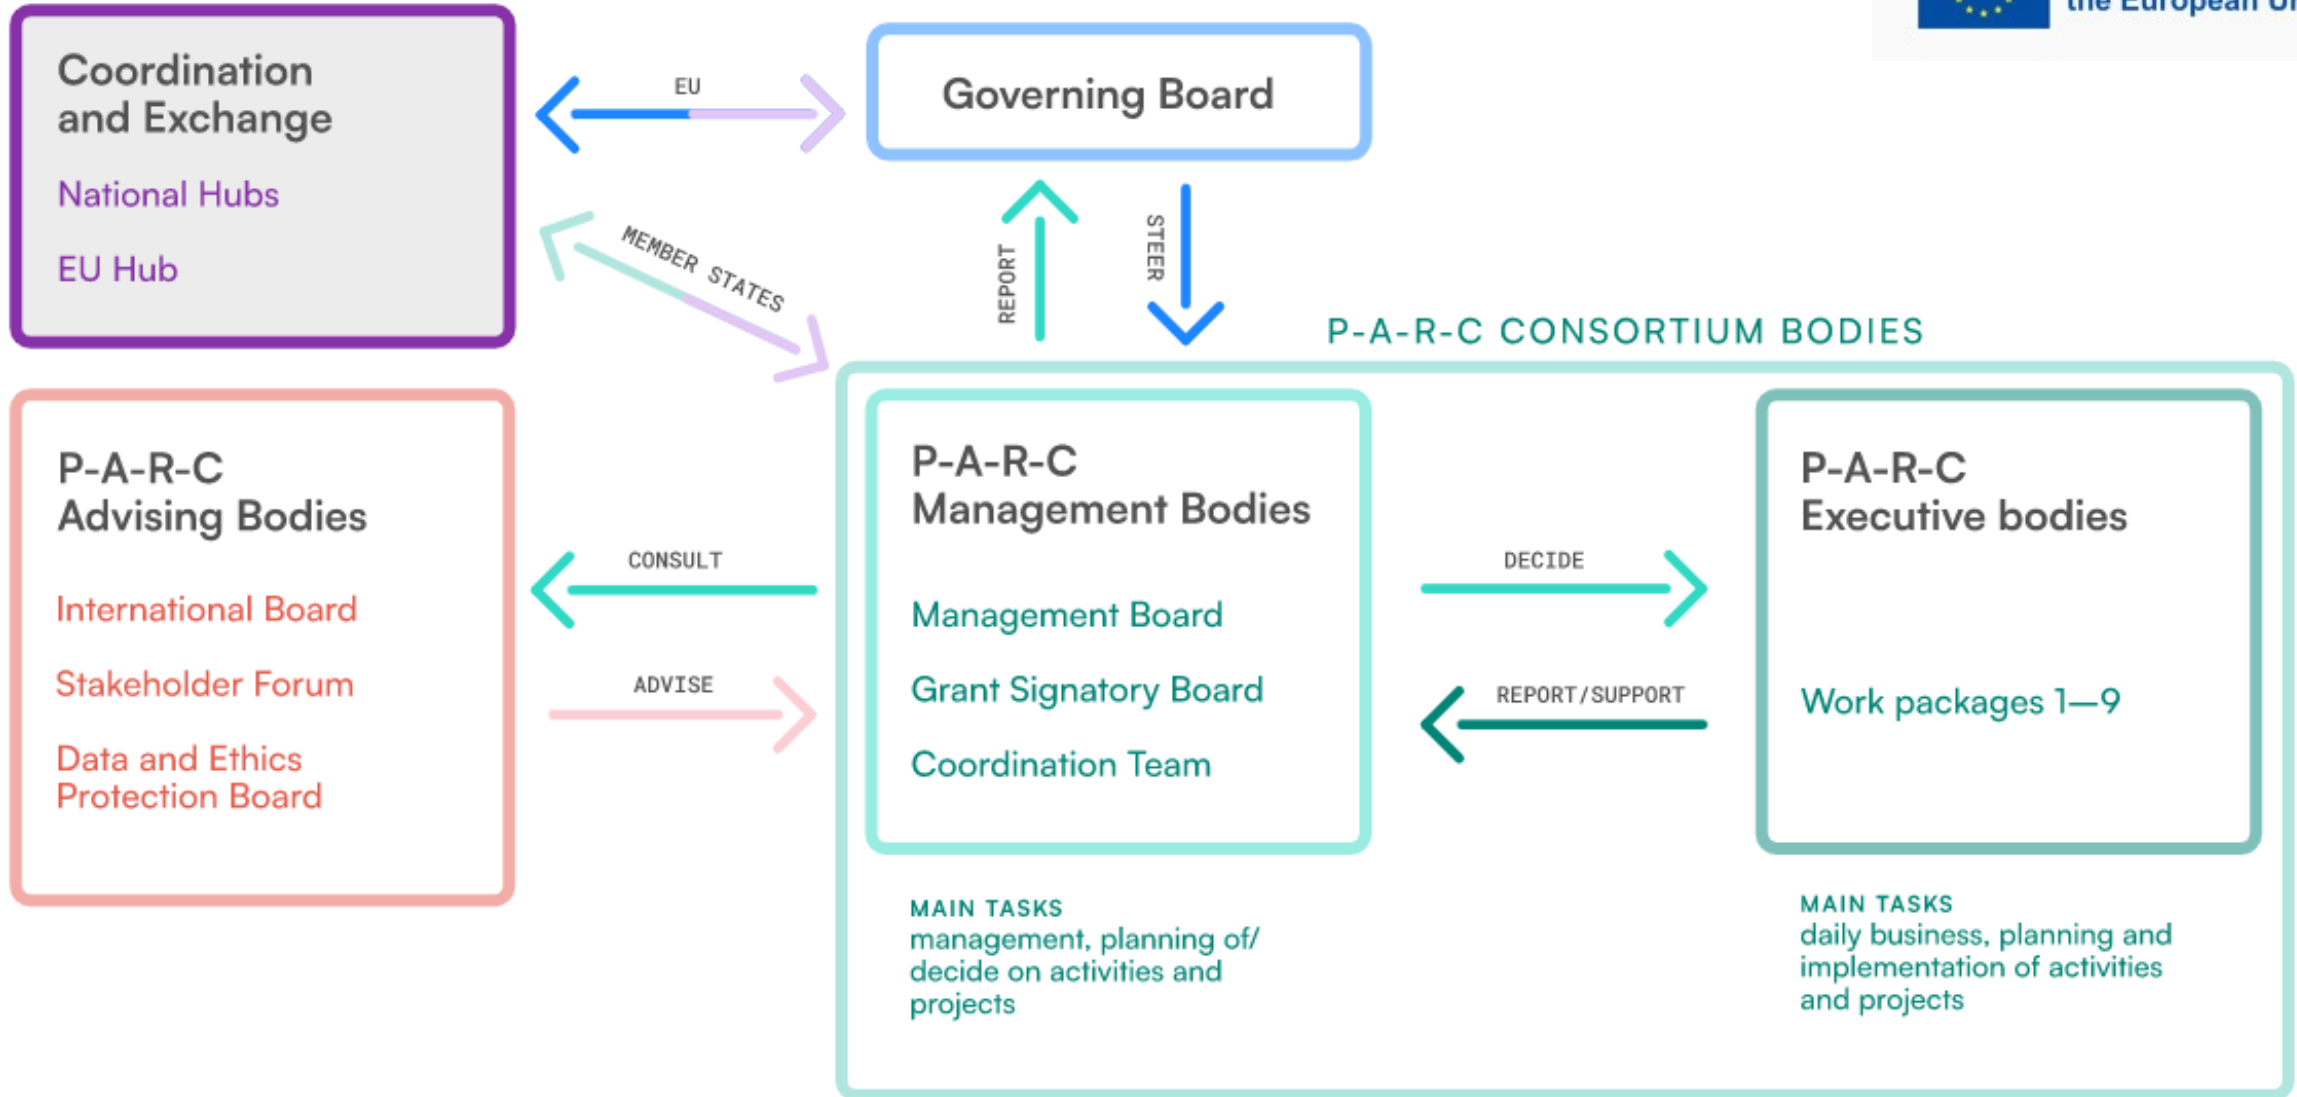 the European Un
Coordination
and Exchange
National Hubs
EU Hub
EU
Governing Board
MEMBER STATES
REPORT
STEER
P-A-R-C CONSORTIUM BODIES
P-A-R-C
Advising Bodies
International Board
Stakeholder Forum
Data and Ethics
Protection Board
CONSULT
ADVISE
P-A-R-C
Management Bodies
Management Board
Grant Signatory Board
Coordination Team
MAIN TASKS
management, planning of/
decide on activities and
projects
DECIDE
REPORT/SUPPORT
P-A-R-C
Executive bodies
Work packages 1—9
MAIN TASKS
daily business, planning and
implementation of activities
and projects